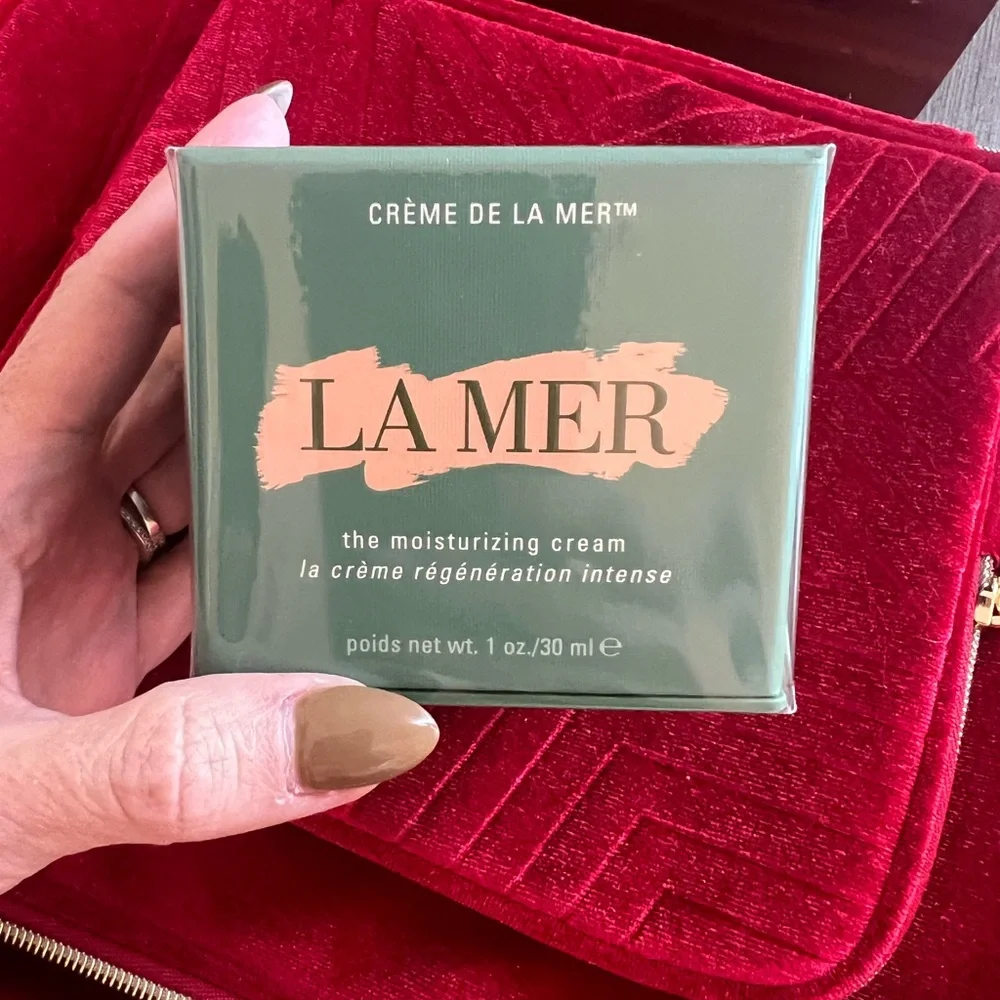 CRÈME DE LA MER™
LA MER
the moisturizing cream
la crème régénération intense
poids net wt. 1 oz./30 ml ℮